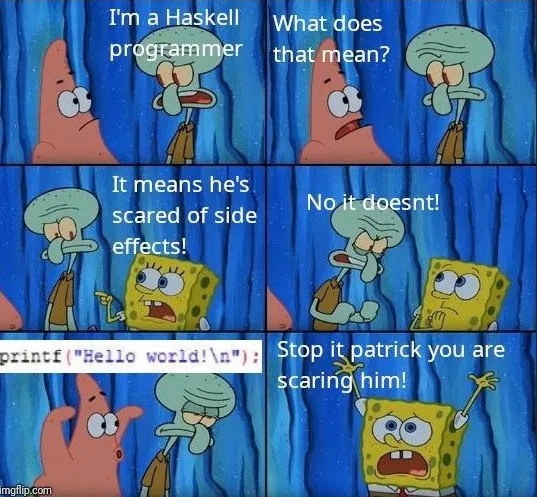 I'm a Haskell
programmer
What does
that mean?
It means he's
scared of side
effects!
No it doesnt!
printf("Hello world!\n");
Stop it patrick you are
scaring him!
imgflip.com